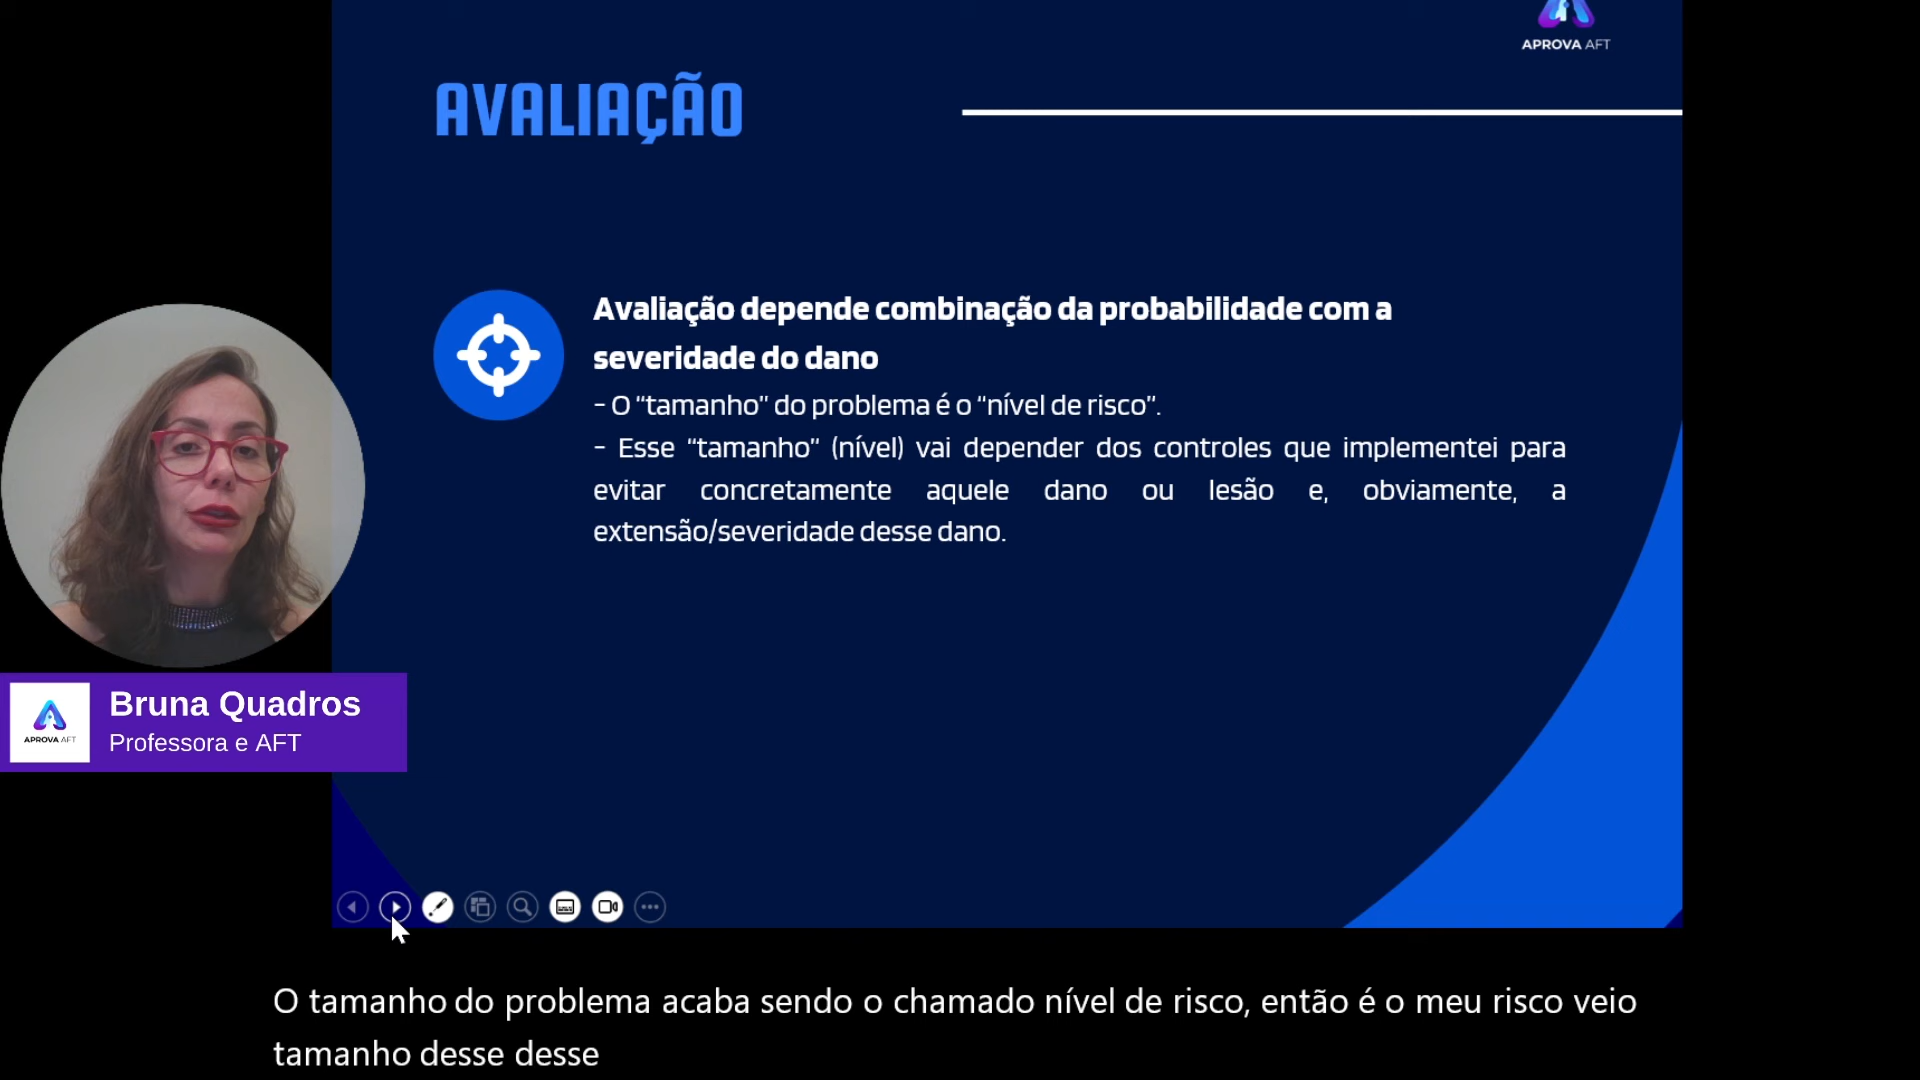 APROVA AFT
AVALIAÇÃO
Avaliação depende combinação da probabilidade com a
severidade do dano
- O “tamanho” do problema é o “nível de risco”.
- Esse “tamanho” (nível) vai depender dos controles que implementei para
evitar concretamente aquele dano ou lesão e, obviamente, a
extensão/severidade desse dano.
Bruna Quadros
Professora e AFT
APROVA AFT
O tamanho do problema acaba sendo o chamado nível de risco, então é o meu risco veio
tamanho desse desse